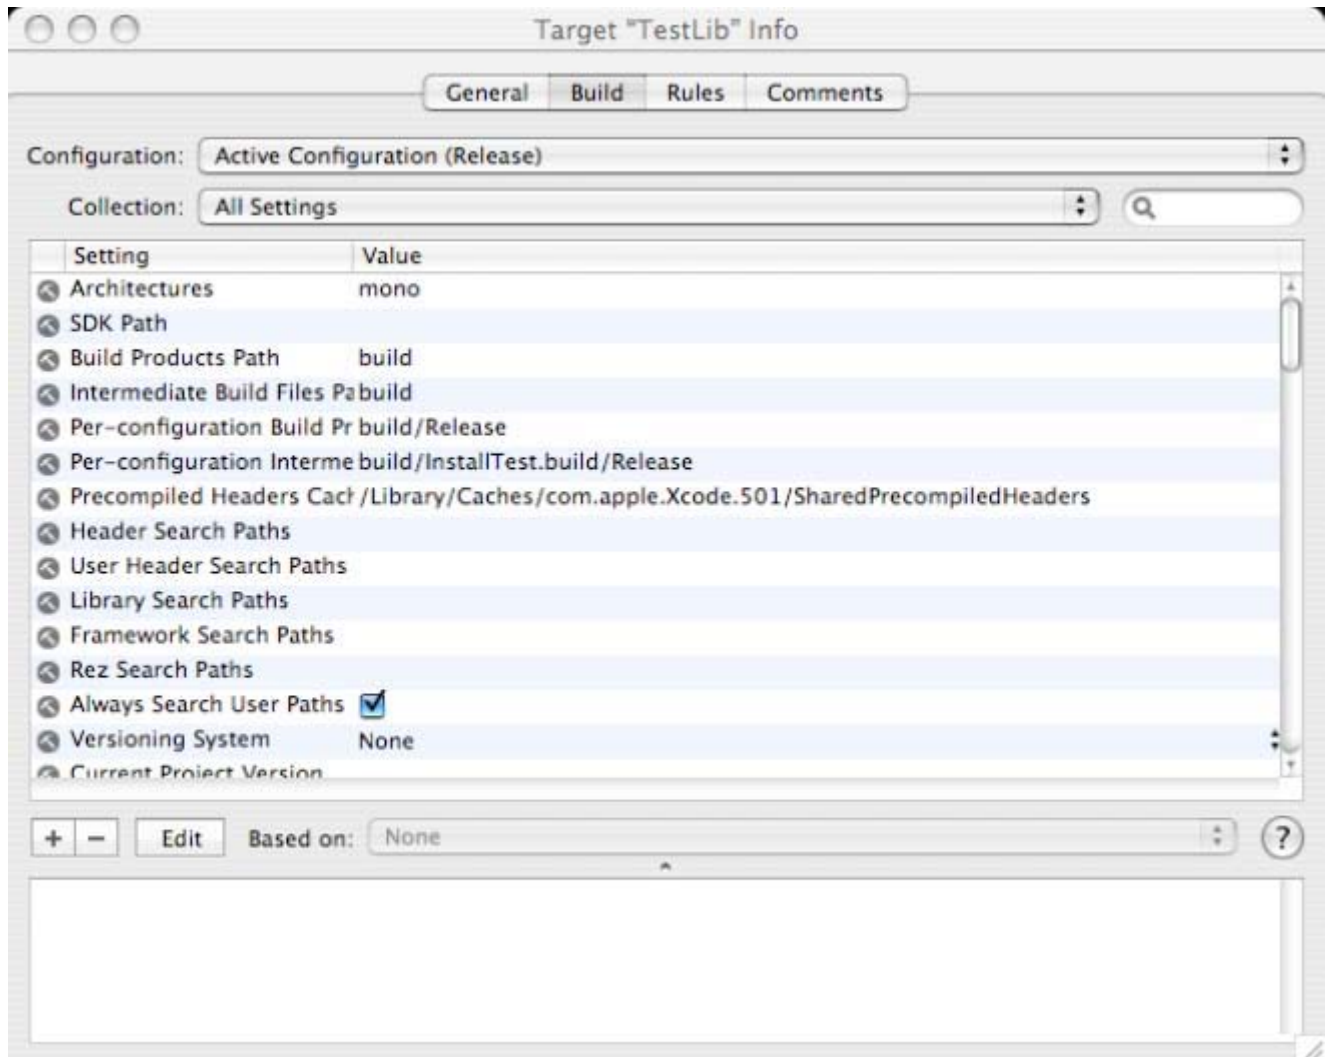 Target "TestLib" Info
General Build Rules Comments
Configuration: Active Configuration (Release)
Collection: All Settings
Setting Value
Architectures mono
SDK Path
Build Products Path build
Intermediate Build Files Pa build
Per-configuration Build Pr build/Release
Per-configuration Interme build/InstallTest.build/Release
Precompiled Headers Cach /Library/Caches/com.apple.Xcode.501/SharedPrecompiledHeaders
Header Search Paths
User Header Search Paths
Library Search Paths
Framework Search Paths
Rez Search Paths
Always Search User Paths
Versioning System None
Current Project Version
+ − Edit Based on: None ?